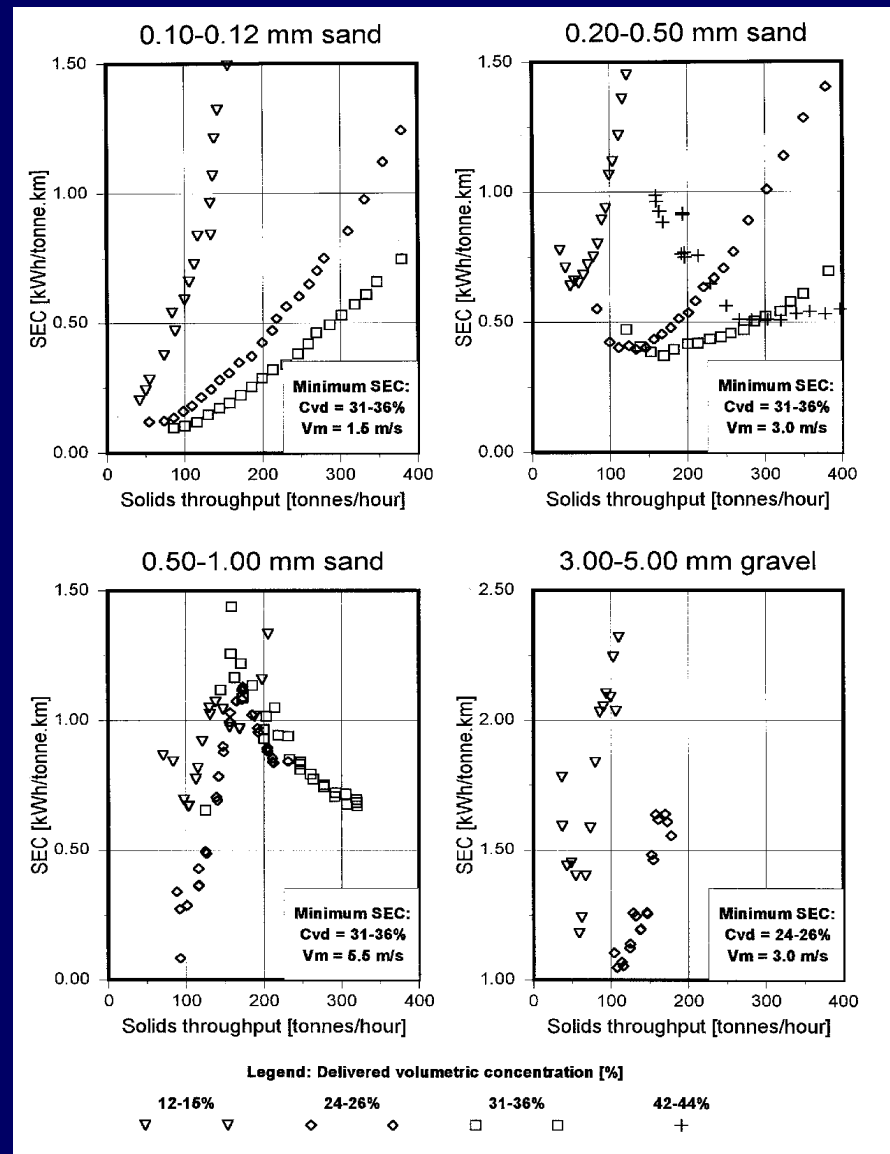 0.10-0.12 mm sand
SEC [kWh/tonne.km]
1.50
1.00
0.50
0.00
Minimum SEC:
Cvd = 31-36%
Vm = 1.5 m/s
0 100 200 300 400
Solids throughput [tonnes/hour]
0.20-0.50 mm sand
SEC [kWh/tonne.km]
1.50
1.00
0.50
0.00
Minimum SEC:
Cvd = 31-36%
Vm = 3.0 m/s
0 100 200 300 400
Solids throughput [tonnes/hour]
0.50-1.00 mm sand
SEC [kWh/tonne.km]
1.50
1.00
0.50
0.00
Minimum SEC:
Cvd = 31-36%
Vm = 5.5 m/s
0 100 200 300 400
Solids throughput [tonnes/hour]
3.00-5.00 mm gravel
SEC [kWh/tonne.km]
2.50
2.00
1.50
1.00
Minimum SEC:
Cvd = 24-26%
Vm = 3.0 m/s
0 100 200 300 400
Solids throughput [tonnes/hour]
Legend: Delivered volumetric concentration [%]
12-15% 24-26% 31-36% 42-44%